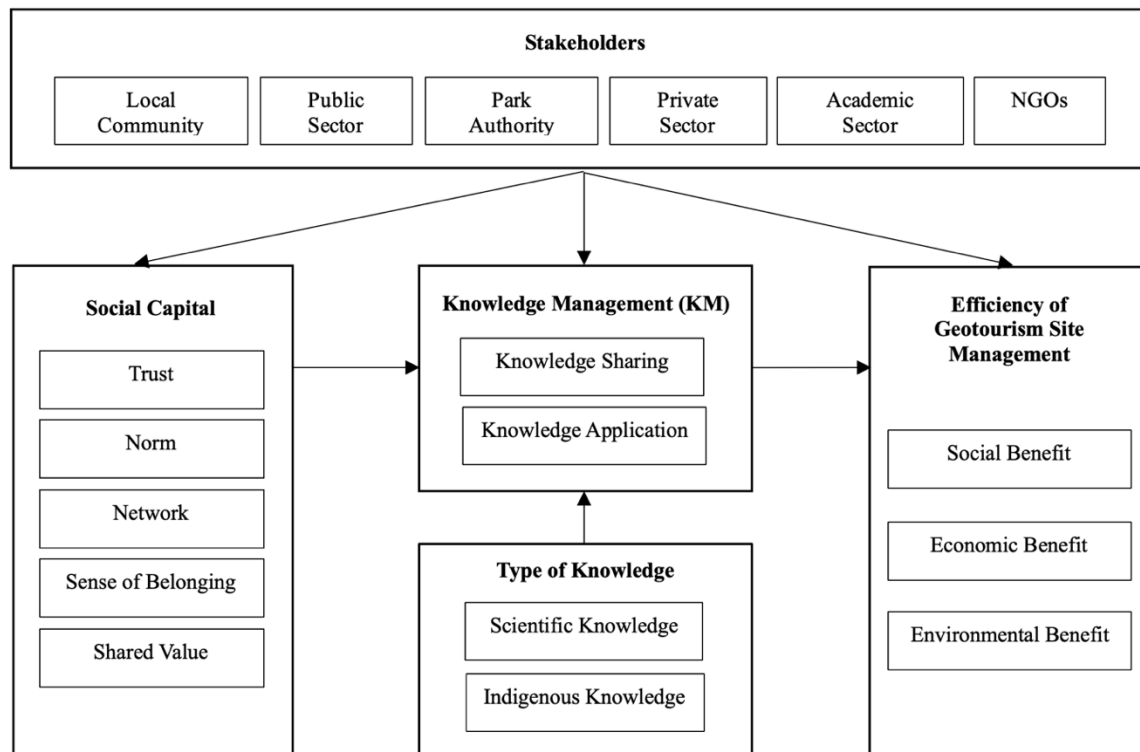 Stakeholders
Local
Community
Public
Sector
Park
Authority
Private
Sector
Academic
Sector
NGOs
Social Capital
Trust
Norm
Network
Sense of Belonging
Shared Value
Knowledge Management (KM)
Knowledge Sharing
Knowledge Application
Type of Knowledge
Scientific Knowledge
Indigenous Knowledge
Efficiency of
Geotourism Site
Management
Social Benefit
Economic Benefit
Environmental Benefit